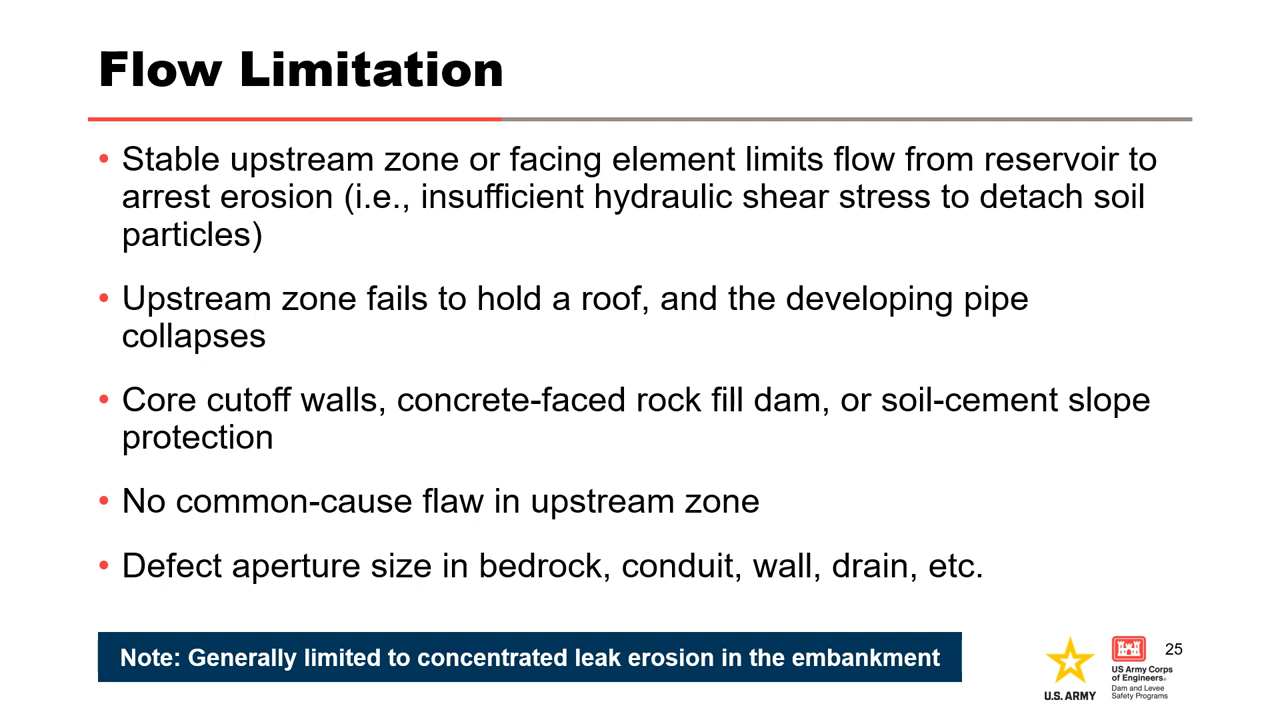 Flow Limitation
• Stable upstream zone or facing element limits flow from reservoir to
arrest erosion (i.e., insufficient hydraulic shear stress to detach soil
particles)
• Upstream zone fails to hold a roof, and the developing pipe
collapses
• Core cutoff walls, concrete-faced rock fill dam, or soil-cement slope
protection
• No common-cause flaw in upstream zone
• Defect aperture size in bedrock, conduit, wall, drain, etc.
Note: Generally limited to concentrated leak erosion in the embankment
U.S. ARMY
US Army Corps
of Engineers®
Dam and Levee
Safety Programs
25